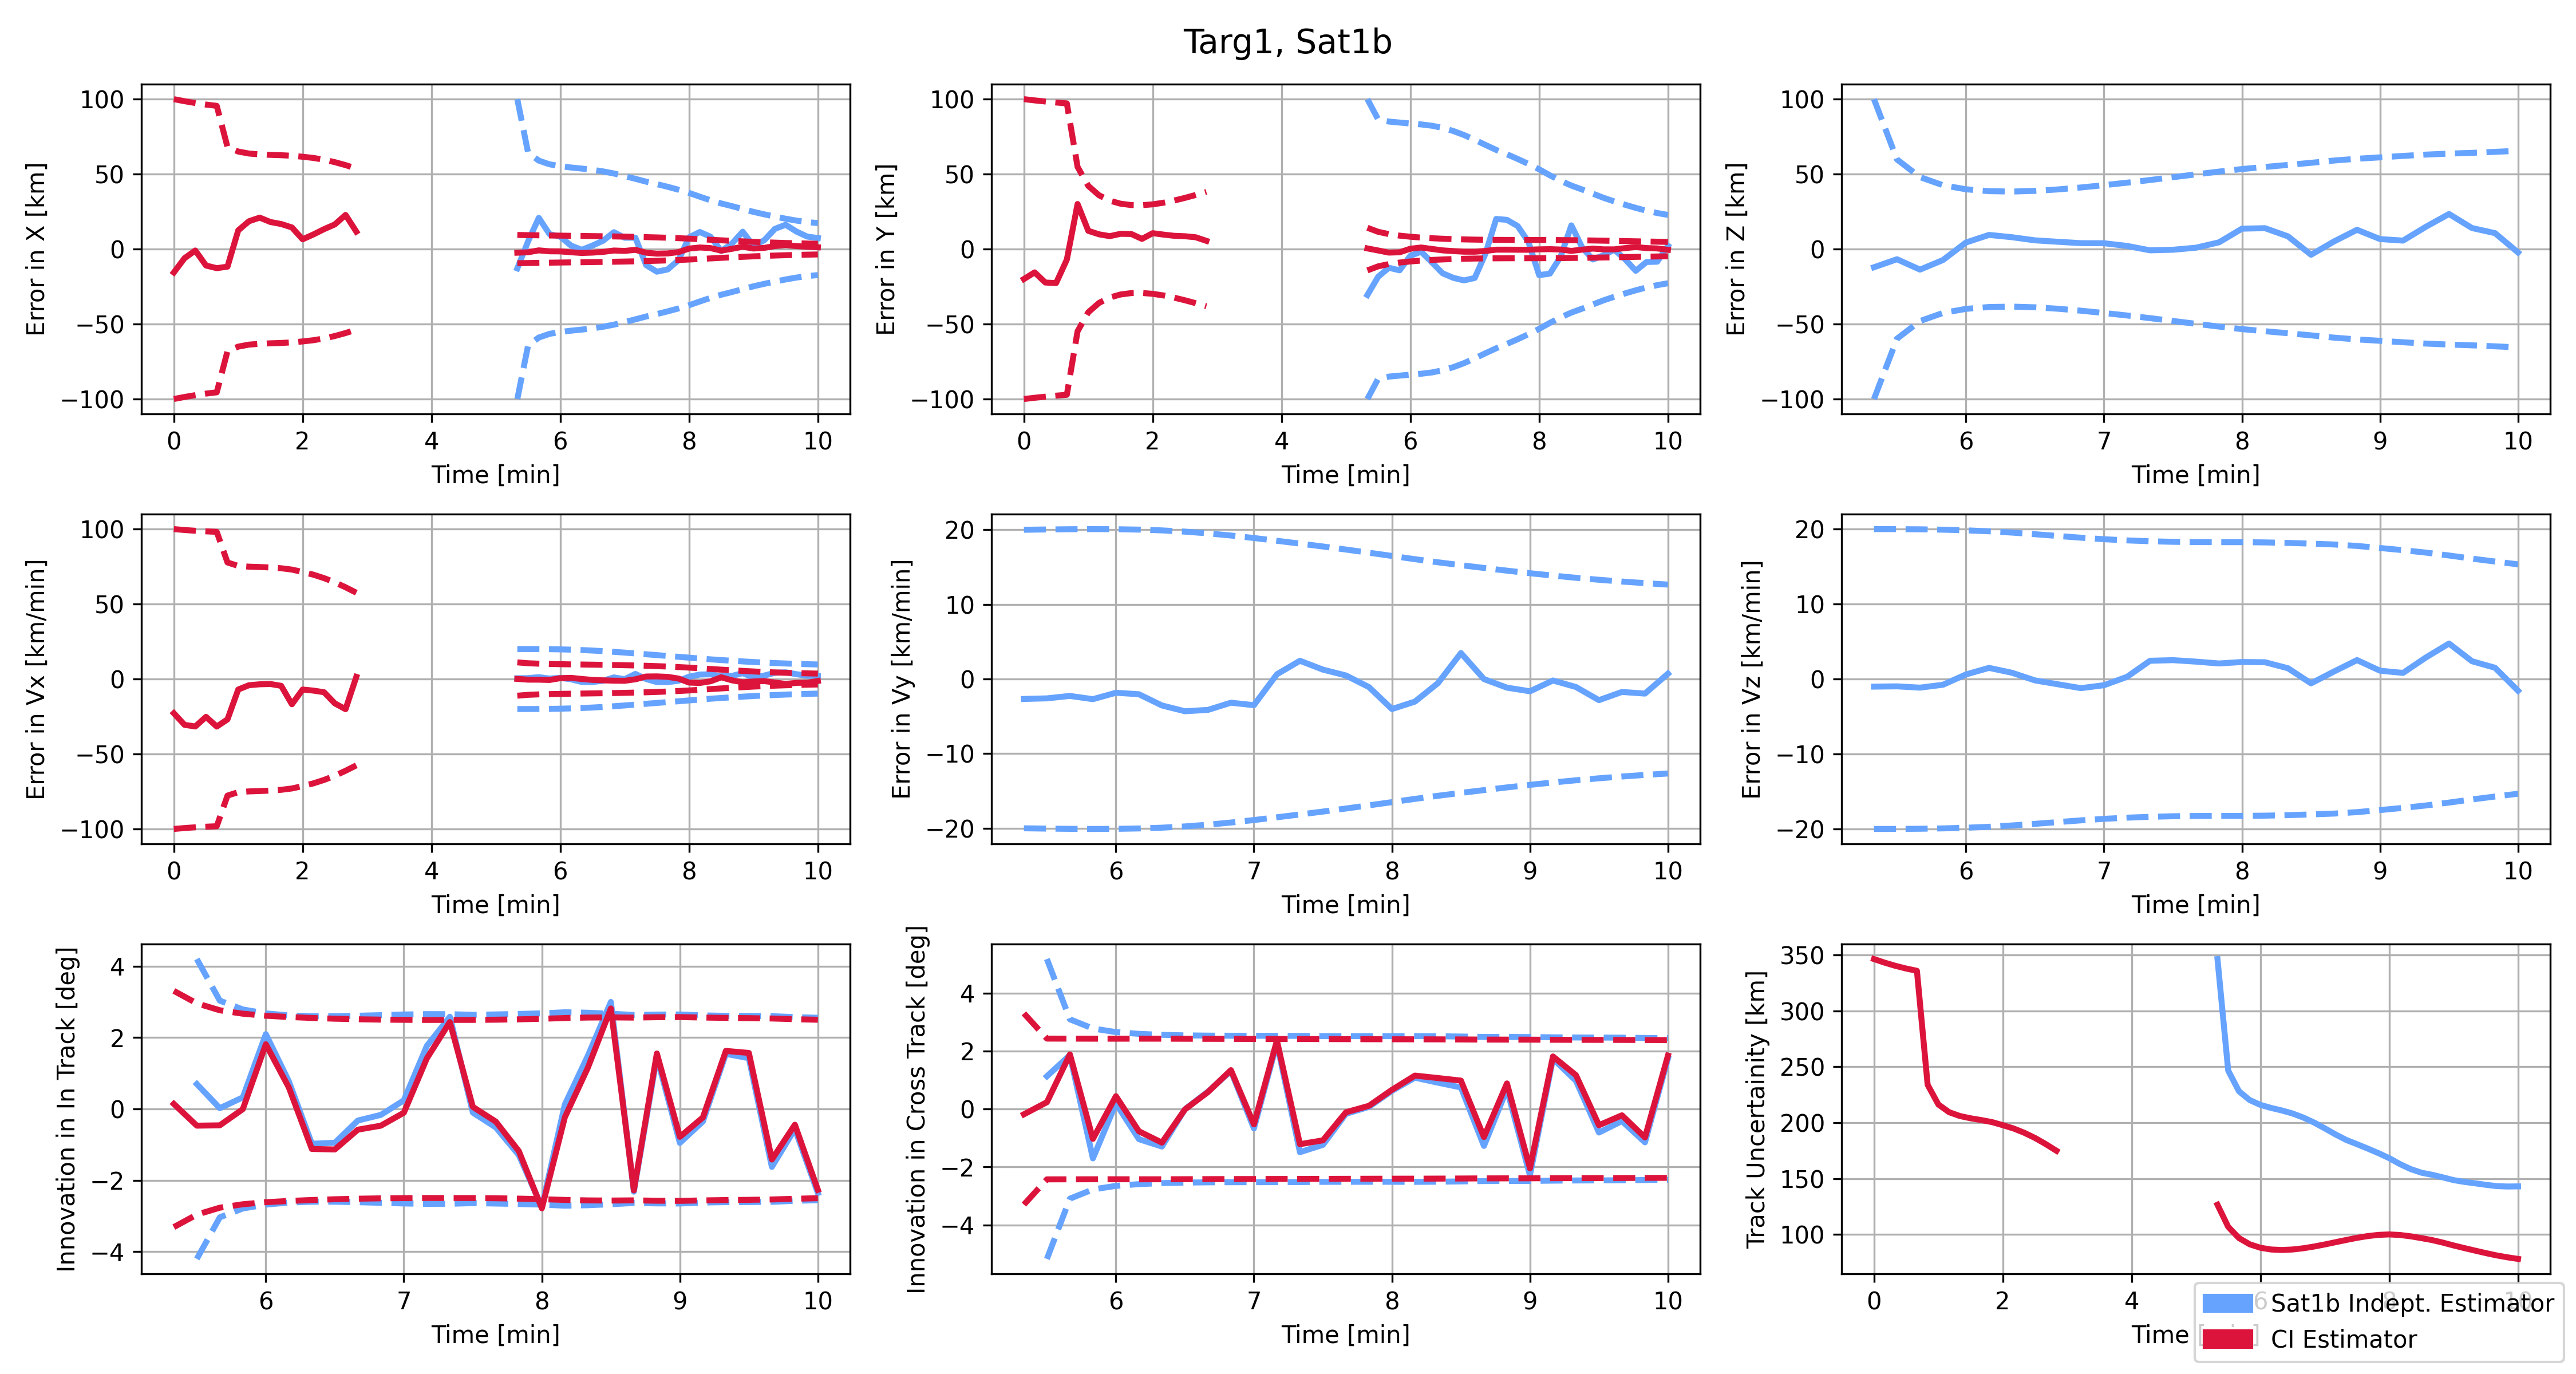 Targ1, Sat1b
Error in X [km]
100
50
0
−50
−100
0 2 4 6 8 10
Time [min]
Error in Y [km]
100
50
0
−50
−100
0 2 4 6 8 10
Time [min]
Error in Z [km]
100
50
0
−50
−100
6 7 8 9 10
Time [min]
Error in Vx [km/min]
100
50
0
−50
−100
0 2 4 6 8 10
Time [min]
Error in Vy [km/min]
20
10
0
−10
−20
6 7 8 9 10
Time [min]
Error in Vz [km/min]
20
10
0
−10
−20
6 7 8 9 10
Time [min]
Innovation in In Track [deg]
4
2
0
−2
−4
6 7 8 9 10
Time [min]
Innovation in Cross Track [deg]
4
2
0
−2
−4
6 7 8 9 10
Time [min]
Track Uncertainity [km]
350
300
250
200
150
100
0 2 4 6 8 10
Time
Sat1b Indept. Estimator
CI Estimator